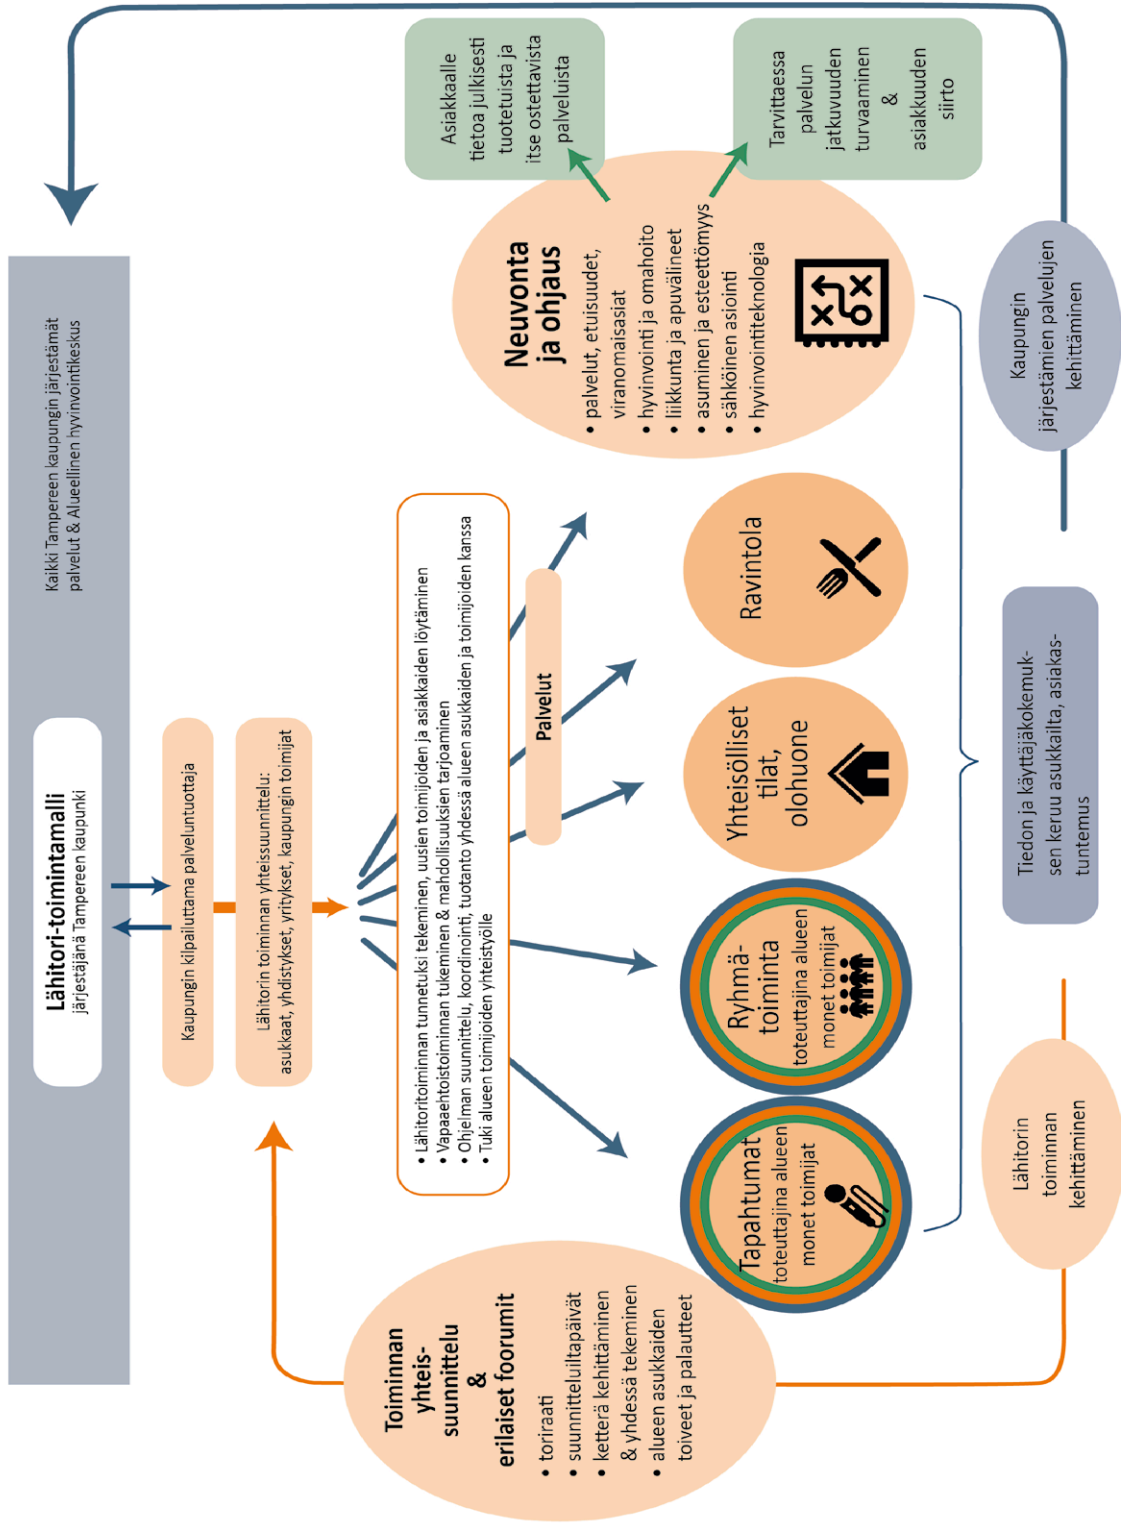 Lähitori-toimintamalli
järjestäjänä Tampereen kaupunki
Kaikki Tampereen kaupungin järjestämät
palvelut & Alueellinen hyvinvointikeskus
Kaupungin kilpailuttama palveluntuottaja
Lähitorin toiminnan yhteissuunnittelu:
asukkaat, yhdistykset, yritykset, kaupungin toimijat
Toiminnan
yhteis-
suunnittelu
&
erilaiset foorumit
• toriraati
• suunnitteluiltapäivät
• ketterä kehittäminen
& yhdessä tekeminen
• alueen asukkaiden
toiveet ja palautteet
• Lähitoritoiminnan tunnetuksi tekeminen, uusien toimijoiden ja asiakkaiden löytäminen
• Vapaaehtoistoiminnan tukeminen & mahdollisuuksien tarjoaminen
• Ohjelman suunnittelu, koordinointi, tuotanto yhdessä alueen asukkaiden ja toimijoiden kanssa
• Tuki alueen toimijoiden yhteistyölle
Palvelut
Tapahtumat
toteuttajina alueen
monet toimijat
Ryhmä-
toiminta
toteuttajina alueen
monet toimijat
Yhteisölliset
tilat,
olohuone
Ravintola
Neuvonta
ja ohjaus
• palvelut, etuisuudet,
viranomaisasiat
• hyvinvointi ja omahoito
• liikkunta ja apuvälineet
• asuminen ja esteettömyys
• sähköinen asiointi
• hyvinvointiteknologia
Asiakkaalle
tietoa julkisesti
tuotetuista ja
itse ostettavista
palveluista
Tarvittaessa
palvelun
jatkuvuuden
turvaaminen
&
asiakkuuden
siirto
Lähitorin
toiminnan
kehittäminen
Tiedon ja käyttäjäkokemuk-
sen keruu asukkailta, asiakas-
tuntemus
Kaupungin
järjestämien palvelujen
kehittäminen